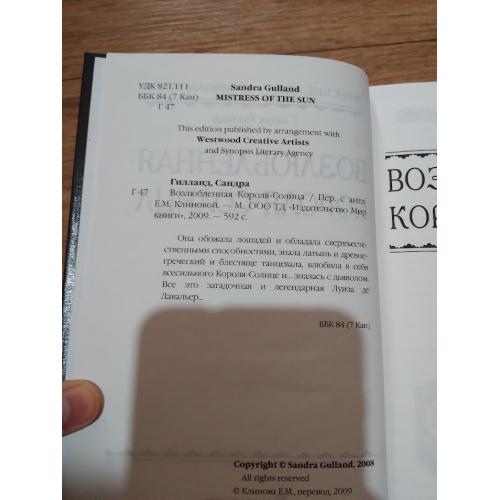 УДК 821.111
ББК 84 (7 Кан)
Г 47
Sandra Gulland
MISTRESS OF THE SUN
This edition published by arrangement with
Westwood Creative Artists
and Synopsis Literary Agency
Гилланд, Сандра
Г 47 Возлюбленная Короля-Солнца / Пер. с англ.
Е.М. Клиновой. – М.: ООО ТД «Издательство Мир
книги», 2009. – 592 с.
Она обожала лошадей и обладала сверхъесте-
ственными способностями, знала латынь и древне-
греческий и блестяще танцевала, влюбила в себя
всесильного Короля-Солнце и... зналась с дьяволом.
Все это загадочная и легендарная Луиза де
Лавальер...
ББК 84 (7 Кан)
Copyright © Sandra Gulland, 2008
All rights reserved
© Клинова Е.М., перевод, 2009
ВОЗ
КО